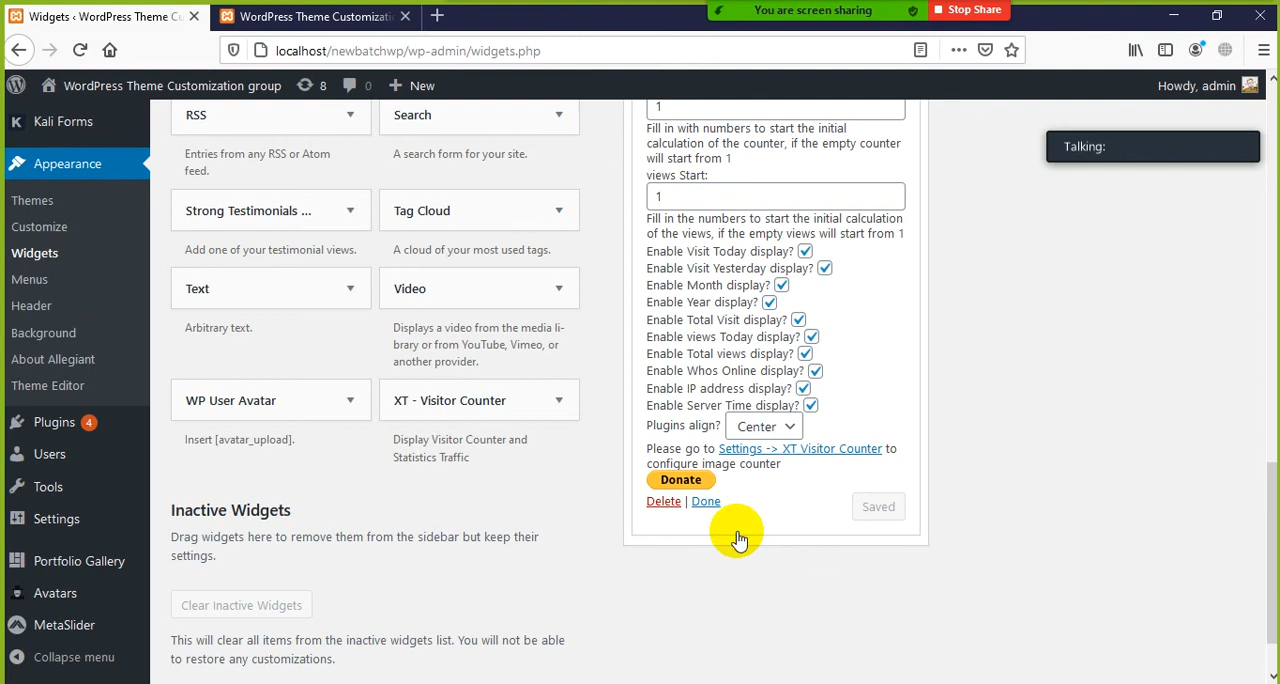 Widgets ‹ WordPress Theme Cu
WordPress Theme Customizati
You are screen sharing
Stop Share
localhost/newbatchwp/wp-admin/widgets.php
WordPress Theme Customization group
8
0
New
Howdy, admin
Kali Forms
Appearance
Themes
Customize
Widgets
Menus
Header
Background
About Allegiant
Theme Editor
Plugins 4
Users
Tools
Settings
Portfolio Gallery
Avatars
MetaSlider
Collapse menu
RSS
Entries from any RSS or Atom
feed.
Search
A search form for your site.
Strong Testimonials ...
Add one of your testimonial views.
Tag Cloud
A cloud of your most used tags.
Text
Arbitrary text.
Video
Displays a video from the media li-
brary or from YouTube, Vimeo, or
another provider.
WP User Avatar
Insert [avatar_upload].
XT - Visitor Counter
Display Visitor Counter and
Statistics Traffic
Inactive Widgets
Drag widgets here to remove them from the sidebar but keep their
settings.
Clear Inactive Widgets
This will clear all items from the inactive widgets list. You will not be able
to restore any customizations.
1
Fill in with numbers to start the initial
calculation of the counter, if the empty counter
will start from 1
views Start:
1
Fill in the numbers to start the initial calculation
of the views, if the empty views will start from 1
Enable Visit Today display?
Enable Visit Yesterday display?
Enable Month display?
Enable Year display?
Enable Total Visit display?
Enable views Today display?
Enable Total views display?
Enable Whos Online display?
Enable IP address display?
Enable Server Time display?
Plugins align? Center
Please go to Settings -> XT Visitor Counter to
configure image counter
Donate
Delete | Done
Saved
Talking: